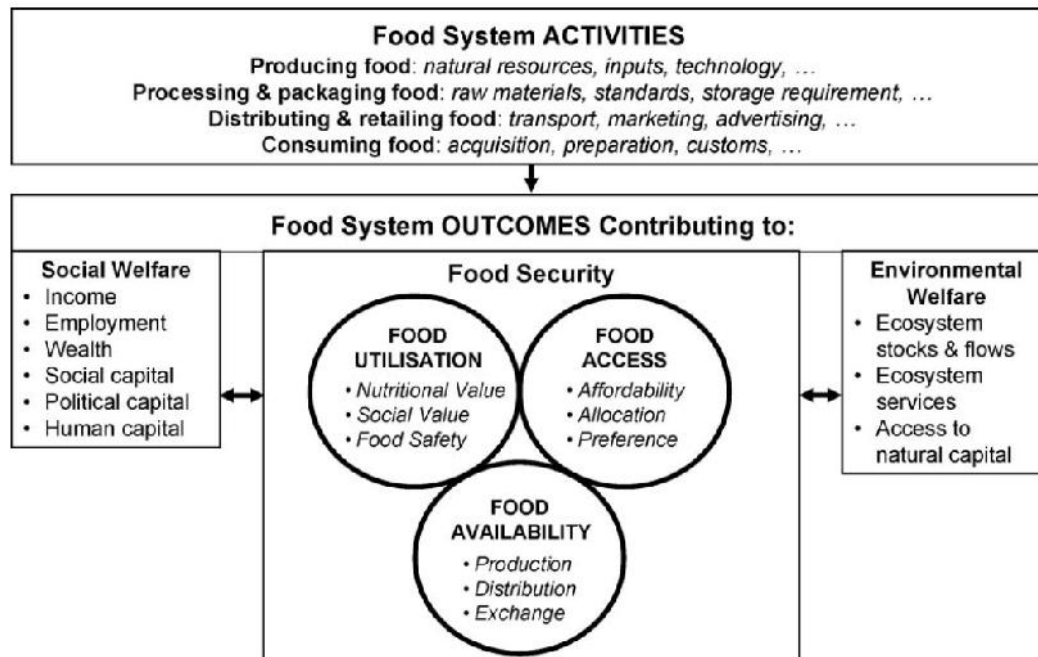 Food System ACTIVITIES
Producing food: natural resources, inputs, technology, …
Processing & packaging food: raw materials, standards, storage requirement, …
Distributing & retailing food: transport, marketing, advertising, …
Consuming food: acquisition, preparation, customs, …
Food System OUTCOMES Contributing to:
Social Welfare
• Income
• Employment
• Wealth
• Social capital
• Political capital
• Human capital
Food Security
FOOD
UTILISATION
• Nutritional Value
• Social Value
• Food Safety
FOOD
ACCESS
• Affordability
• Allocation
• Preference
FOOD
AVAILABILITY
• Production
• Distribution
• Exchange
Environmental
Welfare
• Ecosystem
stocks & flows
• Ecosystem
services
• Access to
natural capital